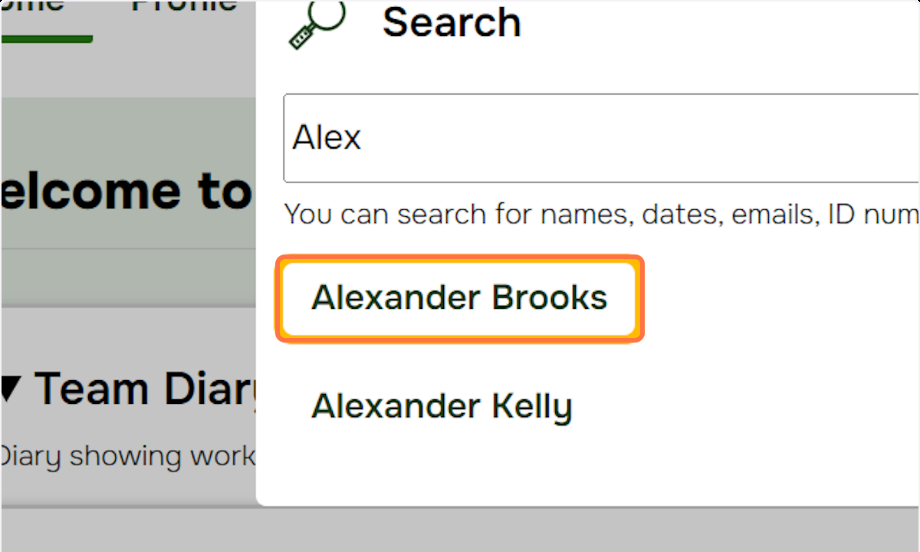 Profile
Search
Alex
You can search for names, dates, emails, ID num
elcome to
Alexander Brooks
Alexander Kelly
Team Diary
Diary showing work